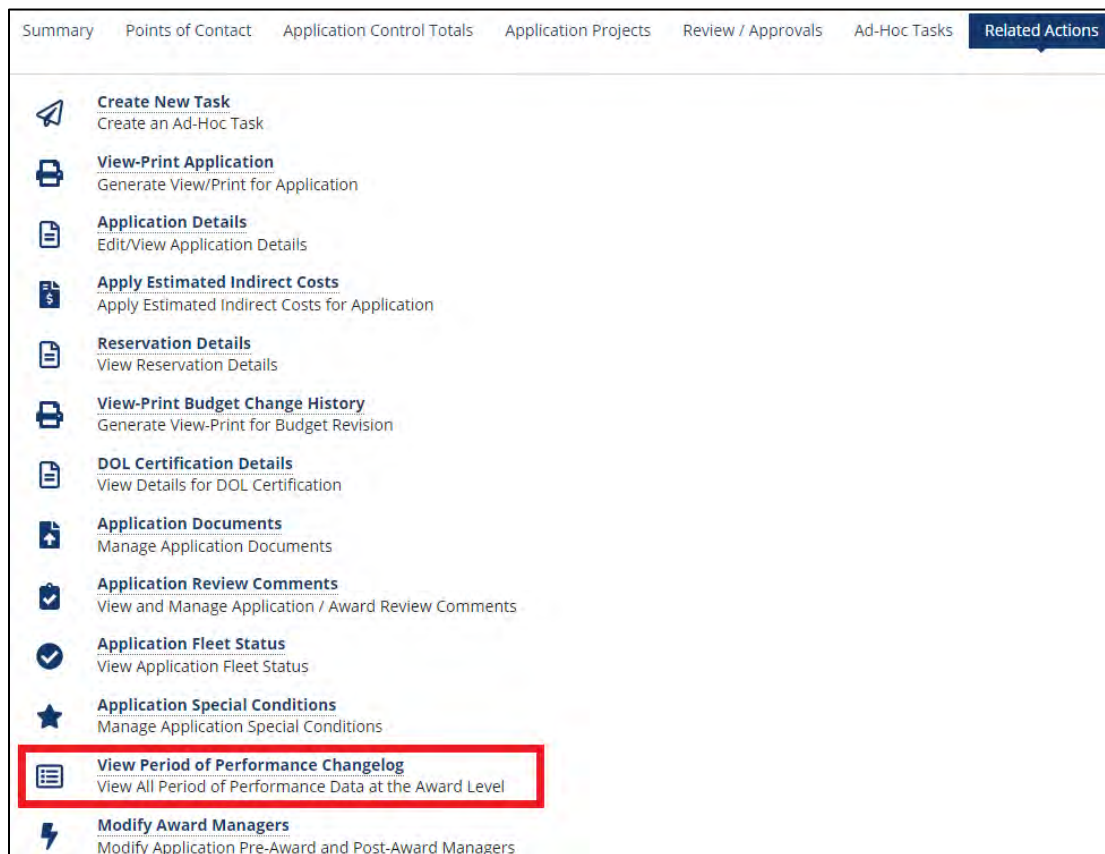 Summary Points of Contact Application Control Totals Application Projects Review / Approvals Ad-Hoc Tasks Related Actions
Create New Task
Create an Ad-Hoc Task
View-Print Application
Generate View/Print for Application
Application Details
Edit/View Application Details
Apply Estimated Indirect Costs
Apply Estimated Indirect Costs for Application
Reservation Details
View Reservation Details
View-Print Budget Change History
Generate View-Print for Budget Revision
DOL Certification Details
View Details for DOL Certification
Application Documents
Manage Application Documents
Application Review Comments
View and Manage Application / Award Review Comments
Application Fleet Status
View Application Fleet Status
Application Special Conditions
Manage Application Special Conditions
View Period of Performance Changelog
View All Period of Performance Data at the Award Level
Modify Award Managers
Modify Application Pre-Award and Post-Award Managers